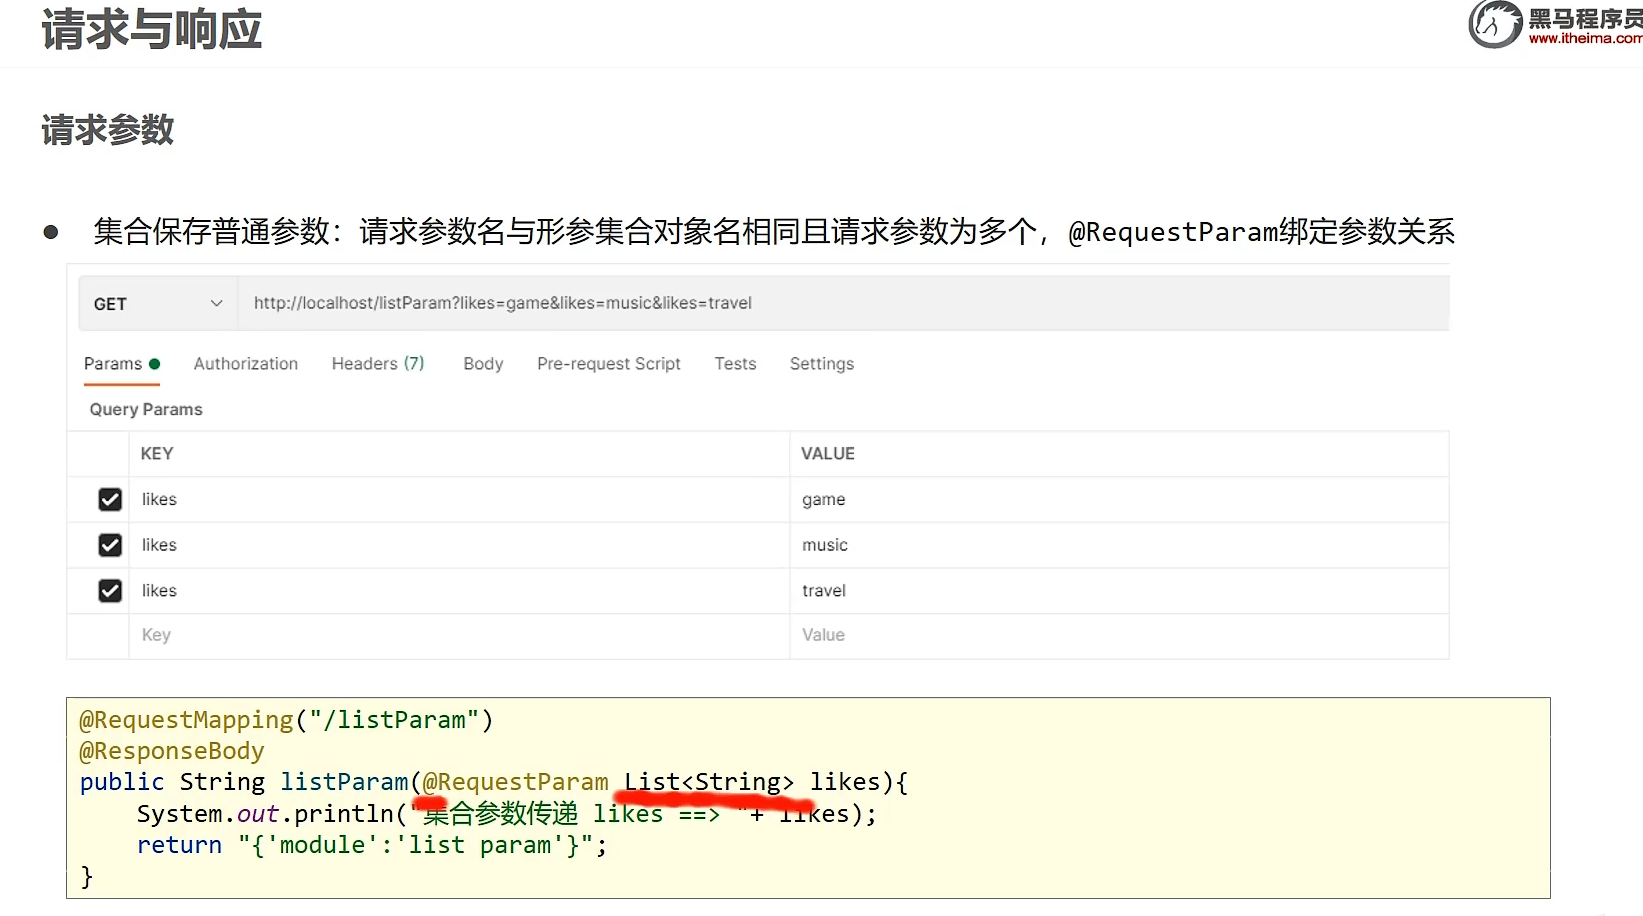 请求与响应
黑马程序员
www.itheima.com
请求参数
● 集合保存普通参数：请求参数名与形参集合对象名相同且请求参数为多个，@RequestParam绑定参数关系
GET http://localhost/listParam?likes=game&likes=music&likes=travel
Params Authorization Headers (7) Body Pre-request Script Tests Settings
Query Params
KEY VALUE
likes game
likes music
likes travel
Key Value
@RequestMapping("/listParam")
@ResponseBody
public String listParam(@RequestParam List<String> likes){
System.out.println("集合参数传递 likes ==> "+ likes);
return "{'module':'list param'}";
}